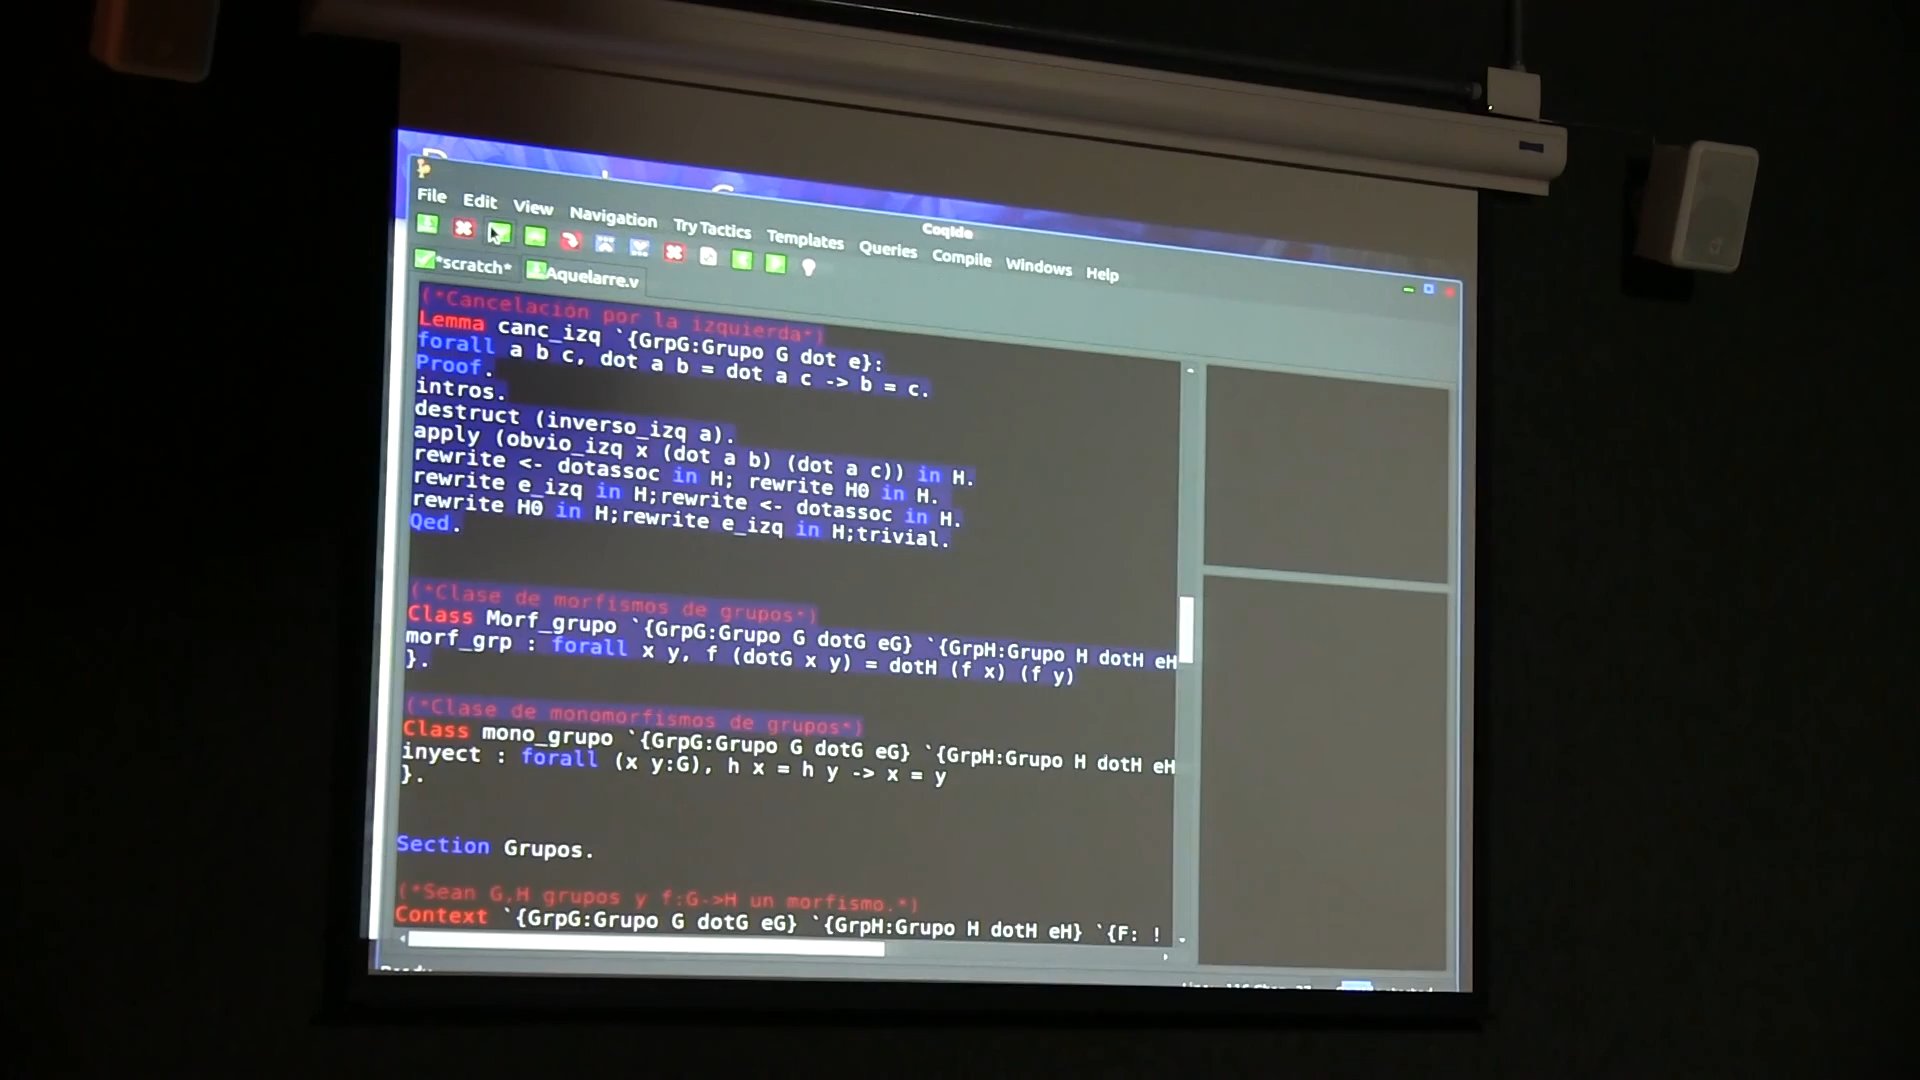 CoqIde
File Edit View Navigation Try Tactics Templates Queries Compile Windows Help
*scratch* Aquelarre.v
(*Cancelación por la izquierda*)
Lemma canc_izq `{GrpG:Grupo G dot e}:
forall a b c, dot a b = dot a c -> b = c.
Proof.
intros.
destruct (inverso_izq a).
apply (obvio_izq x (dot a b) (dot a c)) in H.
rewrite <- dotassoc in H; rewrite H0 in H.
rewrite e_izq in H;rewrite <- dotassoc in H.
rewrite H0 in H;rewrite e_izq in H;trivial.
Qed.
(*Clase de morfismos de grupos*)
Class Morf_grupo `{GrpG:Grupo G dotG eG} `{GrpH:Grupo H dotH eH
morf_grp : forall x y, f (dotG x y) = dotH (f x) (f y)
}.
(*Clase de monomorfismos de grupos*)
Class mono_grupo `{GrpG:Grupo G dotG eG} `{GrpH:Grupo H dotH eH
inyect : forall (x y:G), h x = h y -> x = y
}.
Section Grupos.
(*Sean G,H grupos y f:G->H un morfismo.*)
Context `{GrpG:Grupo G dotG eG} `{GrpH:Grupo H dotH eH} `{F: !